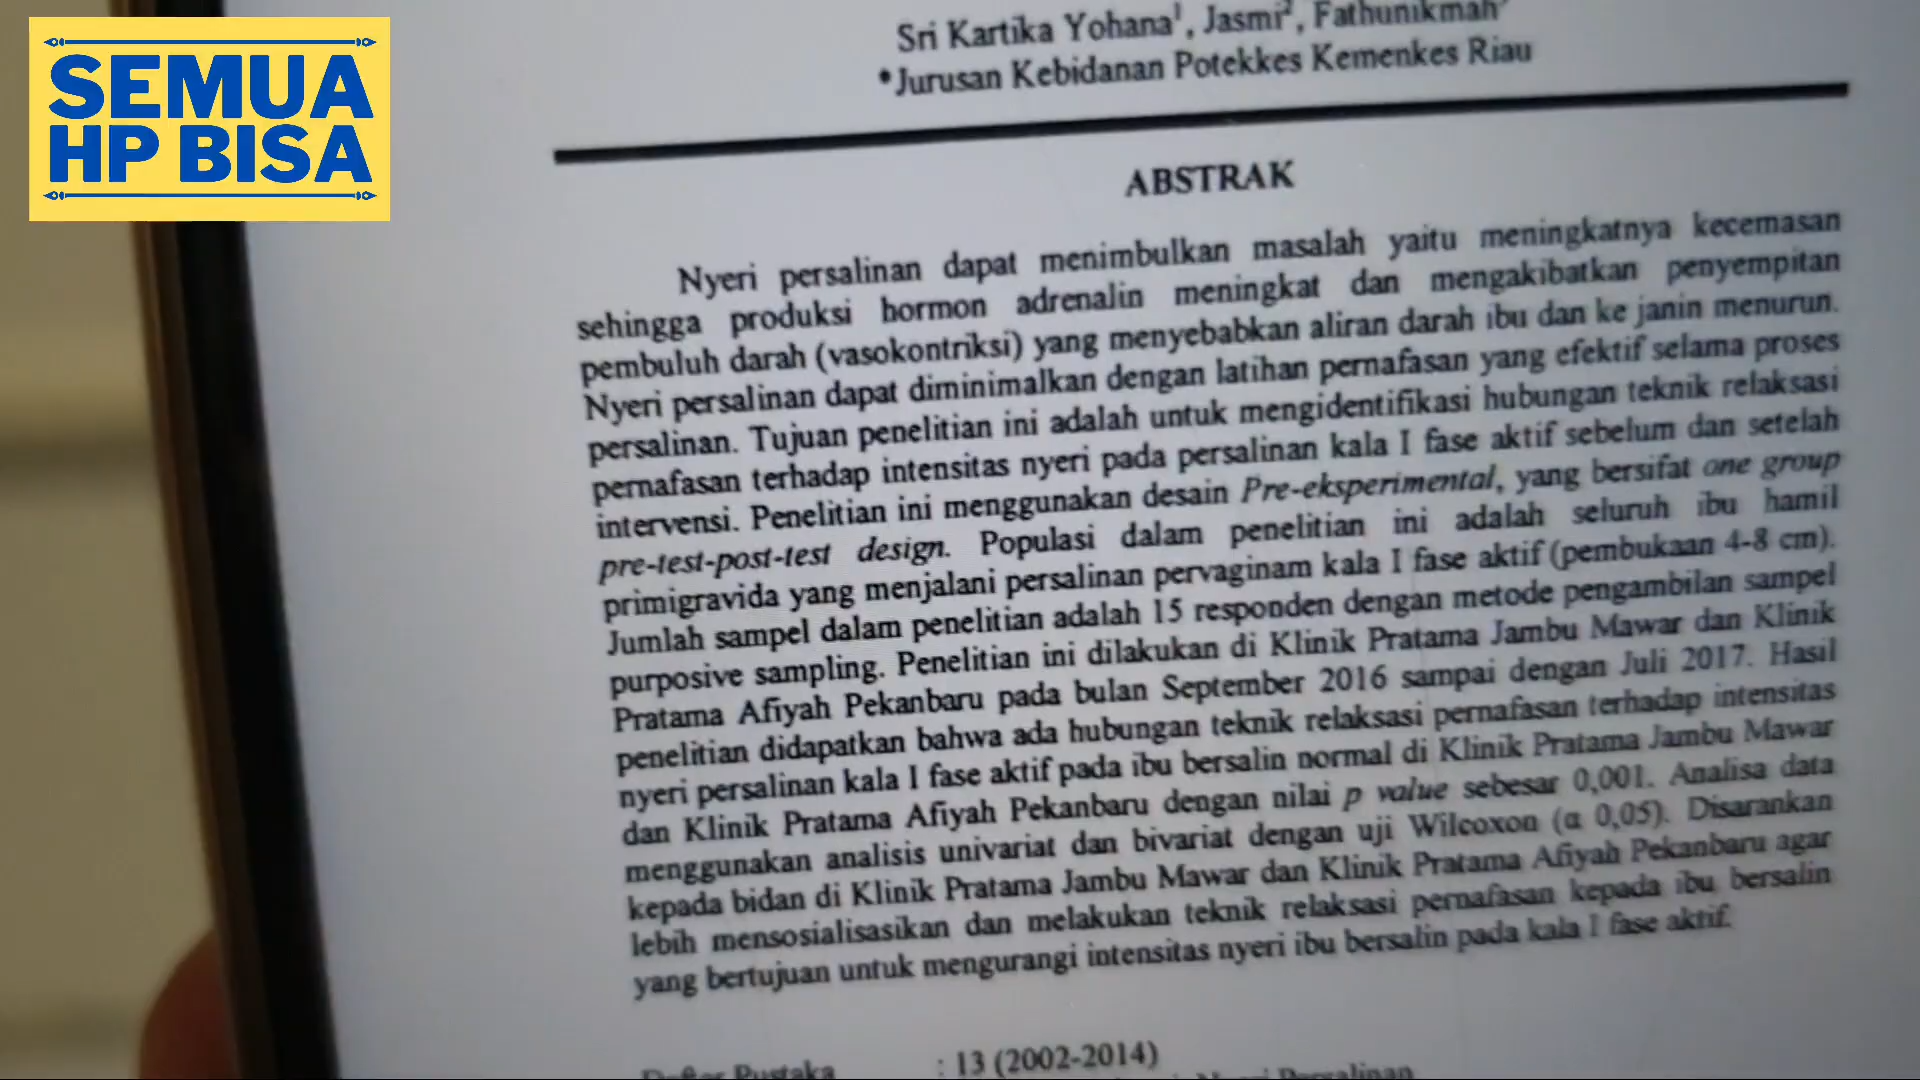 SEMUA
HP BISA
Sri Kartika Yohana¹, Jasmi², Fathunikmah³
*Jurusan Kebidanan Potekkes Kemenkes Riau
ABSTRAK
Nyeri persalinan dapat menimbulkan masalah yaitu meningkatnya kecemasan
sehingga produksi hormon adrenalin meningkat dan mengakibatkan penyempitan
pembuluh darah (vasokontriksi) yang menyebabkan aliran darah ibu dan ke janin menurun.
Nyeri persalinan dapat diminimalkan dengan latihan pernafasan yang efektif selama proses
persalinan. Tujuan penelitian ini adalah untuk mengidentifikasi hubungan teknik relaksasi
pernafasan terhadap intensitas nyeri pada persalinan kala I fase aktif sebelum dan setelah
intervensi. Penelitian ini menggunakan desain Pre-eksperimental, yang bersifat one group
pre-test-post-test design. Populasi dalam penelitian ini adalah seluruh ibu hamil
primigravida yang menjalani persalinan pervaginam kala I fase aktif (pembukaan 4-8 cm).
Jumlah sampel dalam penelitian adalah 15 responden dengan metode pengambilan sampel
purposive sampling. Penelitian ini dilakukan di Klinik Pratama Jambu Mawar dan Klinik
Pratama Afiyah Pekanbaru pada bulan September 2016 sampai dengan Juli 2017. Hasil
penelitian didapatkan bahwa ada hubungan teknik relaksasi pernafasan terhadap intensitas
nyeri persalinan kala I fase aktif pada ibu bersalin normal di Klinik Pratama Jambu Mawar
dan Klinik Pratama Afiyah Pekanbaru dengan nilai p value sebesar 0,001. Analisa data
menggunakan analisis univariat dan bivariat dengan uji Wilcoxon (α 0,05). Disarankan
kepada bidan di Klinik Pratama Jambu Mawar dan Klinik Pratama Afiyah Pekanbaru agar
lebih mensosialisasikan dan melakukan teknik relaksasi pernafasan kepada ibu bersalin
yang bertujuan untuk mengurangi intensitas nyeri ibu bersalin pada kala I fase aktif.
Daftar Pustaka : 13 (2002-2014)
Nyeri Persalinan